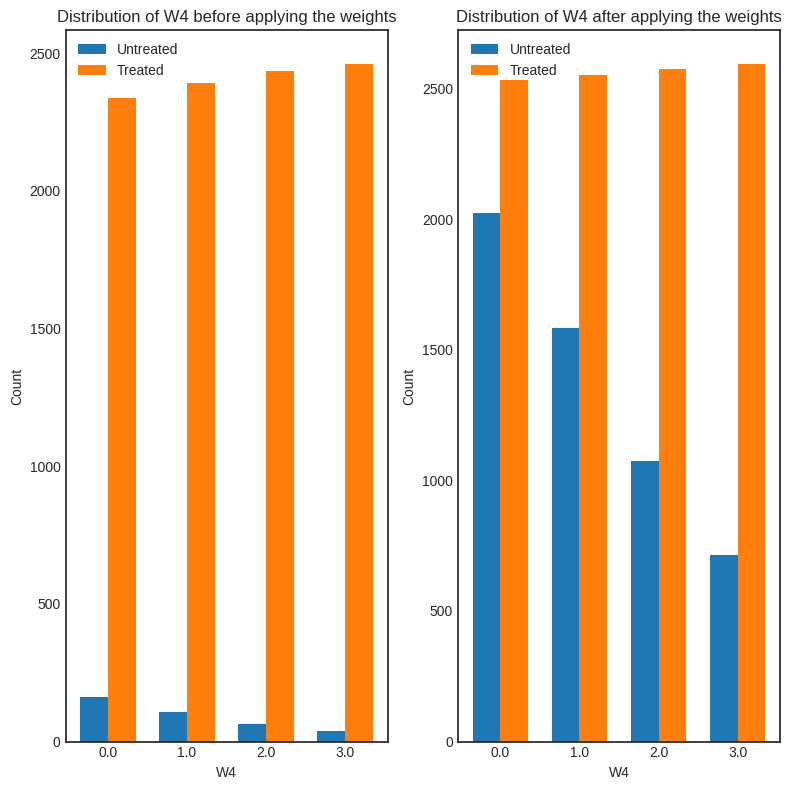 Distribution of W4 before applying the weights
Untreated
Treated
2500
2000
1500
1000
500
0
Count
0.0 1.0 2.0 3.0
W4
Distribution of W4 after applying the weights
Untreated
Treated
2500
2000
1500
1000
500
0
Count
0.0 1.0 2.0 3.0
W4